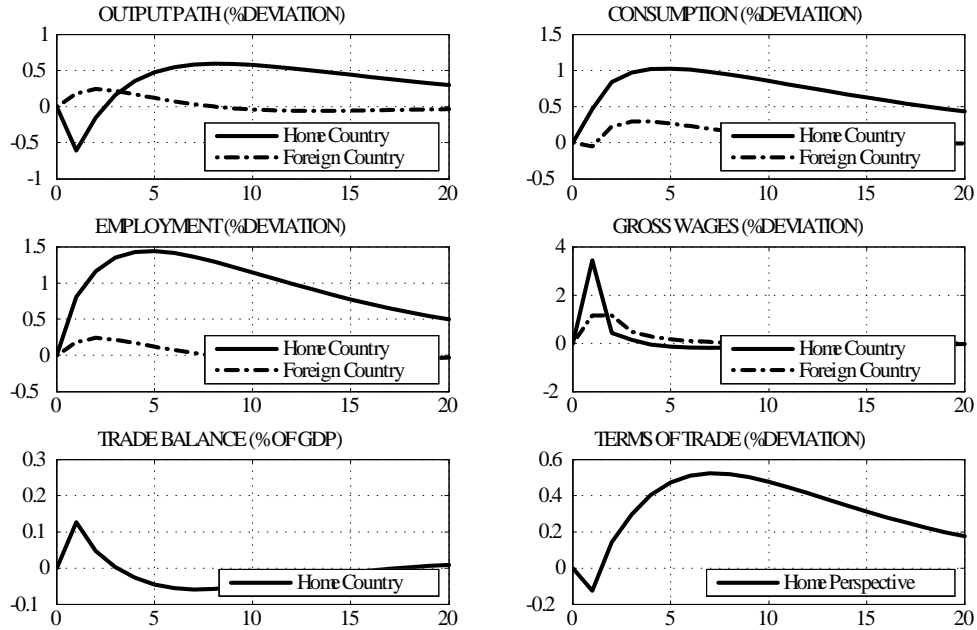 OUTPUT PATH (%DEVIATION)
1
0.5
0
-0.5
-1
Home Country
Foreign Country
0 5 10 15 20
CONSUMPTION (%DEVIATION)
1.5
1
0.5
0
-0.5
Home Country
Foreign Country
0 5 10 15 20
EMPLOYMENT (%DEVIATION)
1.5
1
0.5
0
-0.5
Home Country
Foreign Country
0 5 10 15 20
GROSS WAGES (%DEVIATION)
4
2
0
-2
Home Country
Foreign Country
0 5 10 15 20
TRADE BALANCE (% OF GDP)
0.3
0.2
0.1
0
-0.1
Home Country
0 5 10 15 20
TERMS OF TRADE (%DEVIATION)
0.6
0.4
0.2
0
-0.2
Home Perspective
0 5 10 15 20